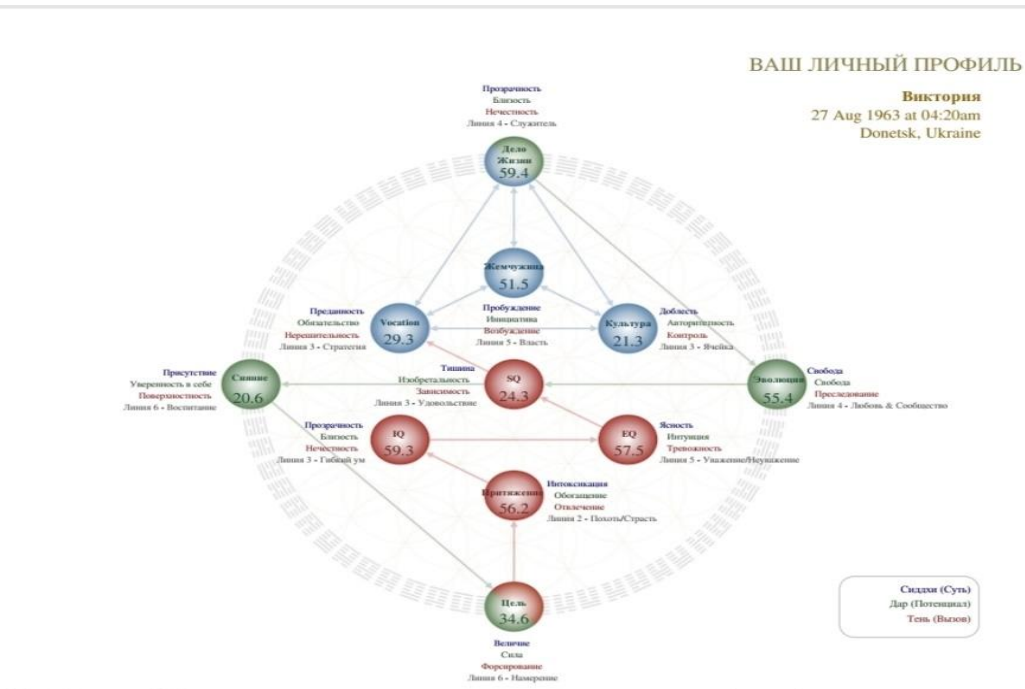 ВАШ ЛИЧНЫЙ ПРОФИЛЬ
Виктория
27 Aug 1963 at 04:20am
Donetsk, Ukraine
Прозрачность
Близость
Нечестность
Линия 4 - Служитель
Дело
Жизни
59.4
Жемчужина
51.5
Пробуждение
Инициатива
Возбуждение
Линия 5 - Власть
Преданность
Обязательство
Нерешительность
Линия 3 - Стратегия
Vocation
29.3
Культура
21.3
Доблесть
Авторитетность
Контроль
Линия 3 - Ячейка
Присутствие
Уверенность в себе
Поверхностность
Линия 6 - Воспитание
Сияние
20.6
Тишина
Изобретальность
Зависимость
Линия 3 - Удовольствие
SQ
24.3
Эволюция
55.4
Свобода
Свобода
Преследование
Линия 4 - Любовь & Сообщество
Прозрачность
Близость
Нечестность
Линия 3 - Гибкий ум
IQ
59.3
EQ
57.5
Ясность
Интуиция
Тревожность
Линия 5 - Уважение/Неуважение
Притяжение
56.2
Интоксикация
Обогащение
Отвлечение
Линия 2 - Похоть/Страсть
Цель
34.6
Величие
Сила
Форсирование
Линия 6 - Намерение
Сиддхи (Суть)
Дар (Потенциал)
Тень (Вызов)